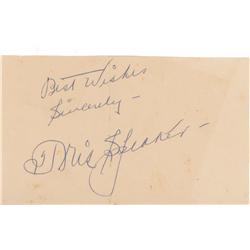 Best Wishes
Sincerely -
Tris Speaker -